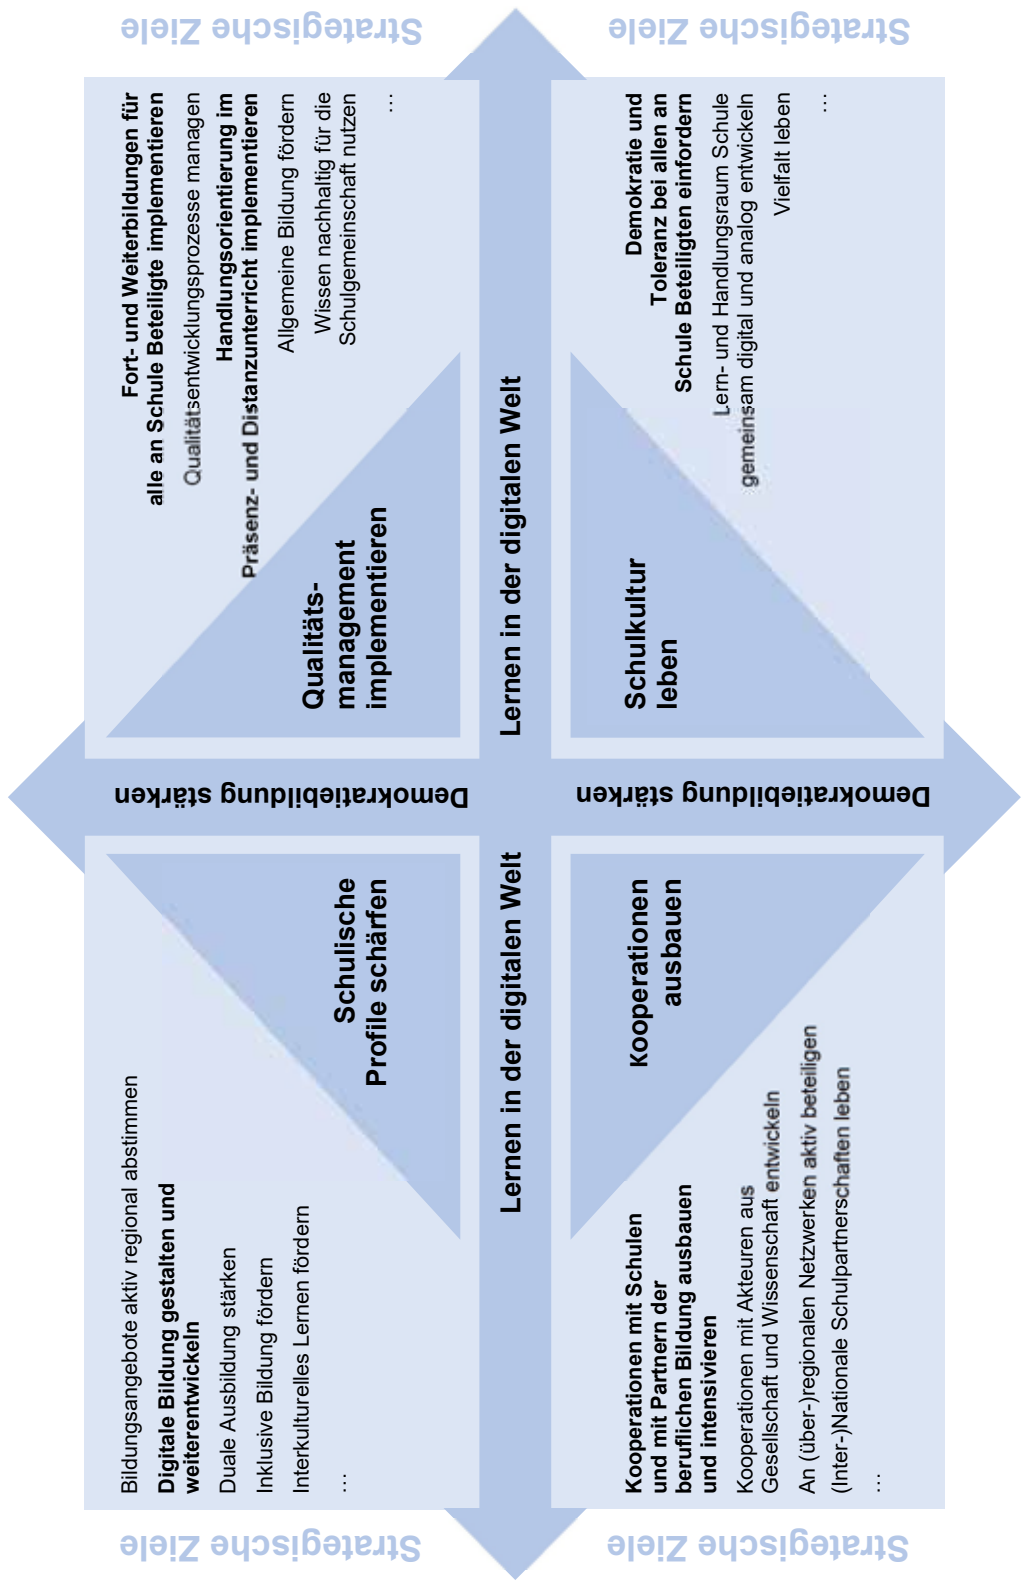 Strategische Ziele
Bildungsangebote aktiv regional abstimmen
Digitale Bildung gestalten und
weiterentwickeln
Duale Ausbildung stärken
Inklusive Bildung fördern
Interkulturelles Lernen fördern
…
Schulische
Profile schärfen
Demokratiebildung stärken
Strategische Ziele
Fort- und Weiterbildungen für
alle an Schule Beteiligte implementieren
Qualitätsentwicklungsprozesse managen
Handlungsorientierung im
Präsenz- und Distanzunterricht implementieren
Allgemeine Bildung fördern
Wissen nachhaltig für die
Schulgemeinschaft nutzen
…
Qualitäts-
management
implementieren
Lernen in der digitalen Welt
Lernen in der digitalen Welt
Strategische Ziele
Kooperationen
ausbauen
Kooperationen mit Schulen
und mit Partnern der
beruflichen Bildung ausbauen
und intensivieren
Kooperationen mit Akteuren aus
Gesellschaft und Wissenschaft entwickeln
An (über-)regionalen Netzwerken aktiv beteiligen
(Inter-)Nationale Schulpartnerschaften leben
…
Demokratiebildung stärken
Strategische Ziele
Schulkultur
leben
Demokratie und
Toleranz bei allen an
Schule Beteiligten einfordern
Lern- und Handlungsraum Schule
gemeinsam digital und analog entwickeln
Vielfalt leben
…